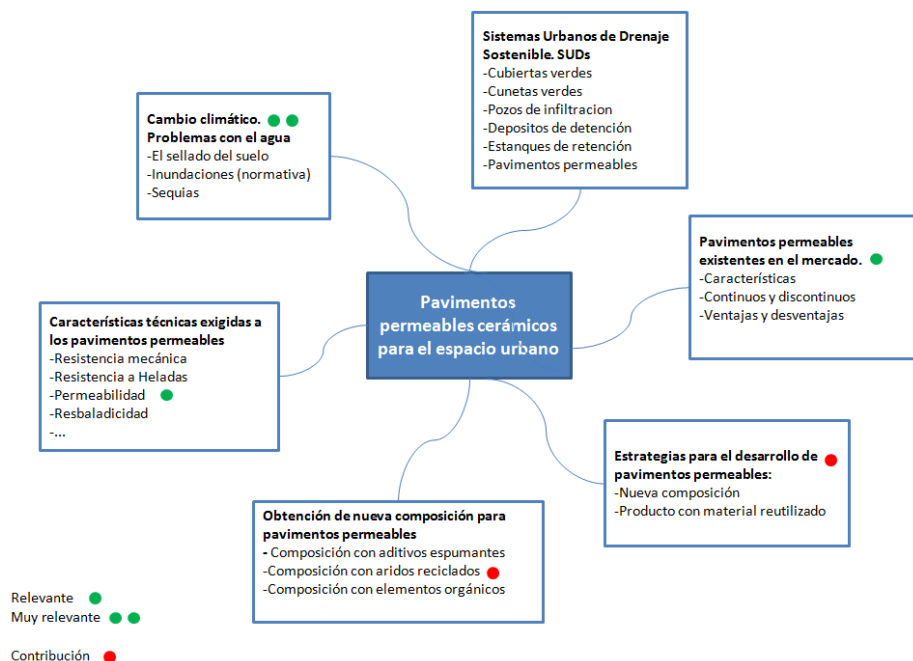 Sistemas Urbanos de Drenaje
Sostenible. SUDs
-Cubiertas verdes
-Cunetas verdes
-Pozos de infiltracion
-Depositos de detención
-Estanques de retención
-Pavimentos permeables
Cambio climático.
Problemas con el agua
-El sellado del suelo
-Inundaciones (normativa)
-Sequias
Pavimentos permeables
existentes en el mercado.
-Características
-Continuos y discontinuos
-Ventajas y desventajas
Pavimentos
permeables cerámicos
para el espacio urbano
Características técnicas exigidas a
los pavimentos permeables
-Resistencia mecánica
-Resistencia a Heladas
-Permeabilidad
-Resbaladicidad
-...
Estrategias para el desarrollo de
pavimentos permeables:
-Nueva composición
-Producto con material reutilizado
Obtención de nueva composición para
pavimentos permeables
- Composición con aditivos espumantes
-Composición con aridos reciclados
-Composición con elementos orgánicos
Relevante
Muy relevante
Contribución